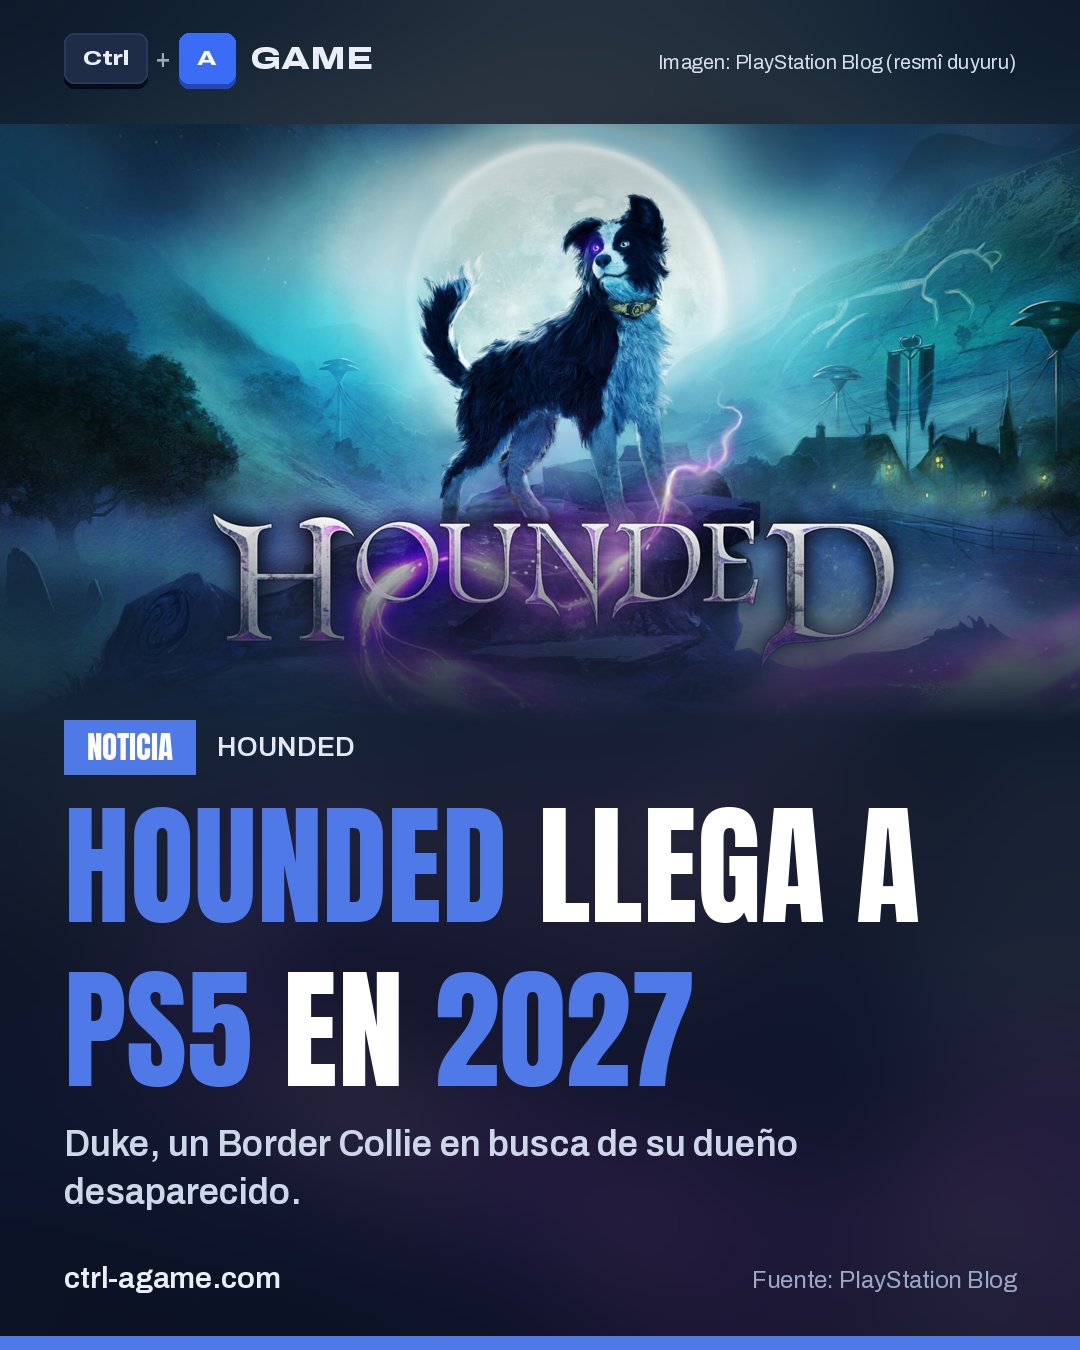 Ctrl + A GAME
Imagen: PlayStation Blog (resmî duyuru)
HOUNDED
NOTICIA HOUNDED
HOUNDED LLEGA A
PS5 EN 2027
Duke, un Border Collie en busca de su dueño
desaparecido.
ctrl-agame.com
Fuente: PlayStation Blog